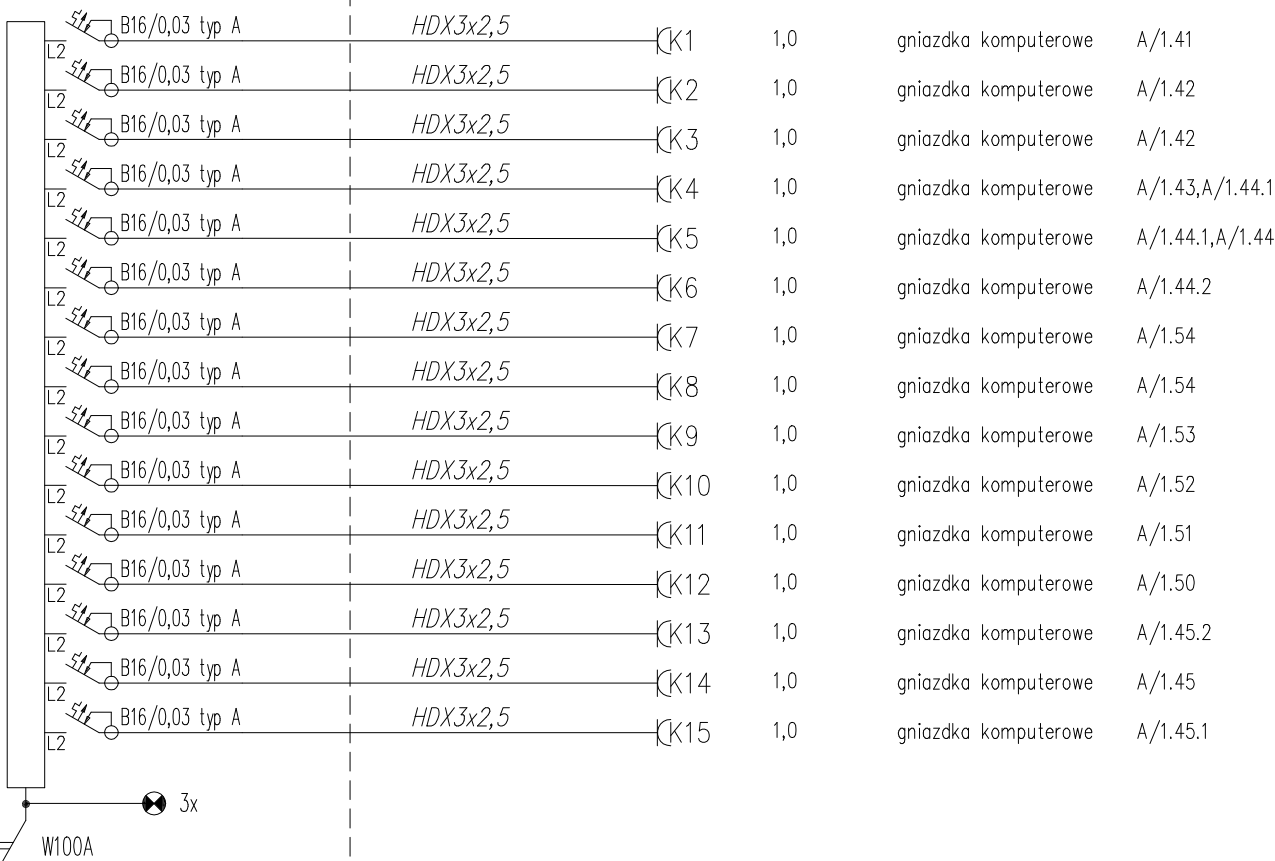 B16/0,03 typ A HDX3x2,5 K1 1,0 gniazdka komputerowe A/1.41
L2
B16/0,03 typ A HDX3x2,5 K2 1,0 gniazdka komputerowe A/1.42
L2
B16/0,03 typ A HDX3x2,5 K3 1,0 gniazdka komputerowe A/1.42
L2
B16/0,03 typ A HDX3x2,5 K4 1,0 gniazdka komputerowe A/1.43,A/1.44.1
L2
B16/0,03 typ A HDX3x2,5 K5 1,0 gniazdka komputerowe A/1.44.1,A/1.44
L2
B16/0,03 typ A HDX3x2,5 K6 1,0 gniazdka komputerowe A/1.44.2
L2
B16/0,03 typ A HDX3x2,5 K7 1,0 gniazdka komputerowe A/1.54
L2
B16/0,03 typ A HDX3x2,5 K8 1,0 gniazdka komputerowe A/1.54
L2
B16/0,03 typ A HDX3x2,5 K9 1,0 gniazdka komputerowe A/1.53
L2
B16/0,03 typ A HDX3x2,5 K10 1,0 gniazdka komputerowe A/1.52
L2
B16/0,03 typ A HDX3x2,5 K11 1,0 gniazdka komputerowe A/1.51
L2
B16/0,03 typ A HDX3x2,5 K12 1,0 gniazdka komputerowe A/1.50
L2
B16/0,03 typ A HDX3x2,5 K13 1,0 gniazdka komputerowe A/1.45.2
L2
B16/0,03 typ A HDX3x2,5 K14 1,0 gniazdka komputerowe A/1.45
L2
B16/0,03 typ A HDX3x2,5 K15 1,0 gniazdka komputerowe A/1.45.1
L2
3x
W100A